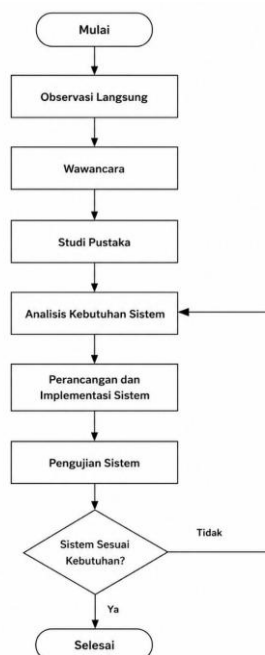 Mulai
Observasi Langsung
Wawancara
Studi Pustaka
Analisis Kebutuhan Sistem
Perancangan dan
Implementasi Sistem
Pengujian Sistem
Sistem Sesuai
Kebutuhan?
Tidak
Ya
Selesai